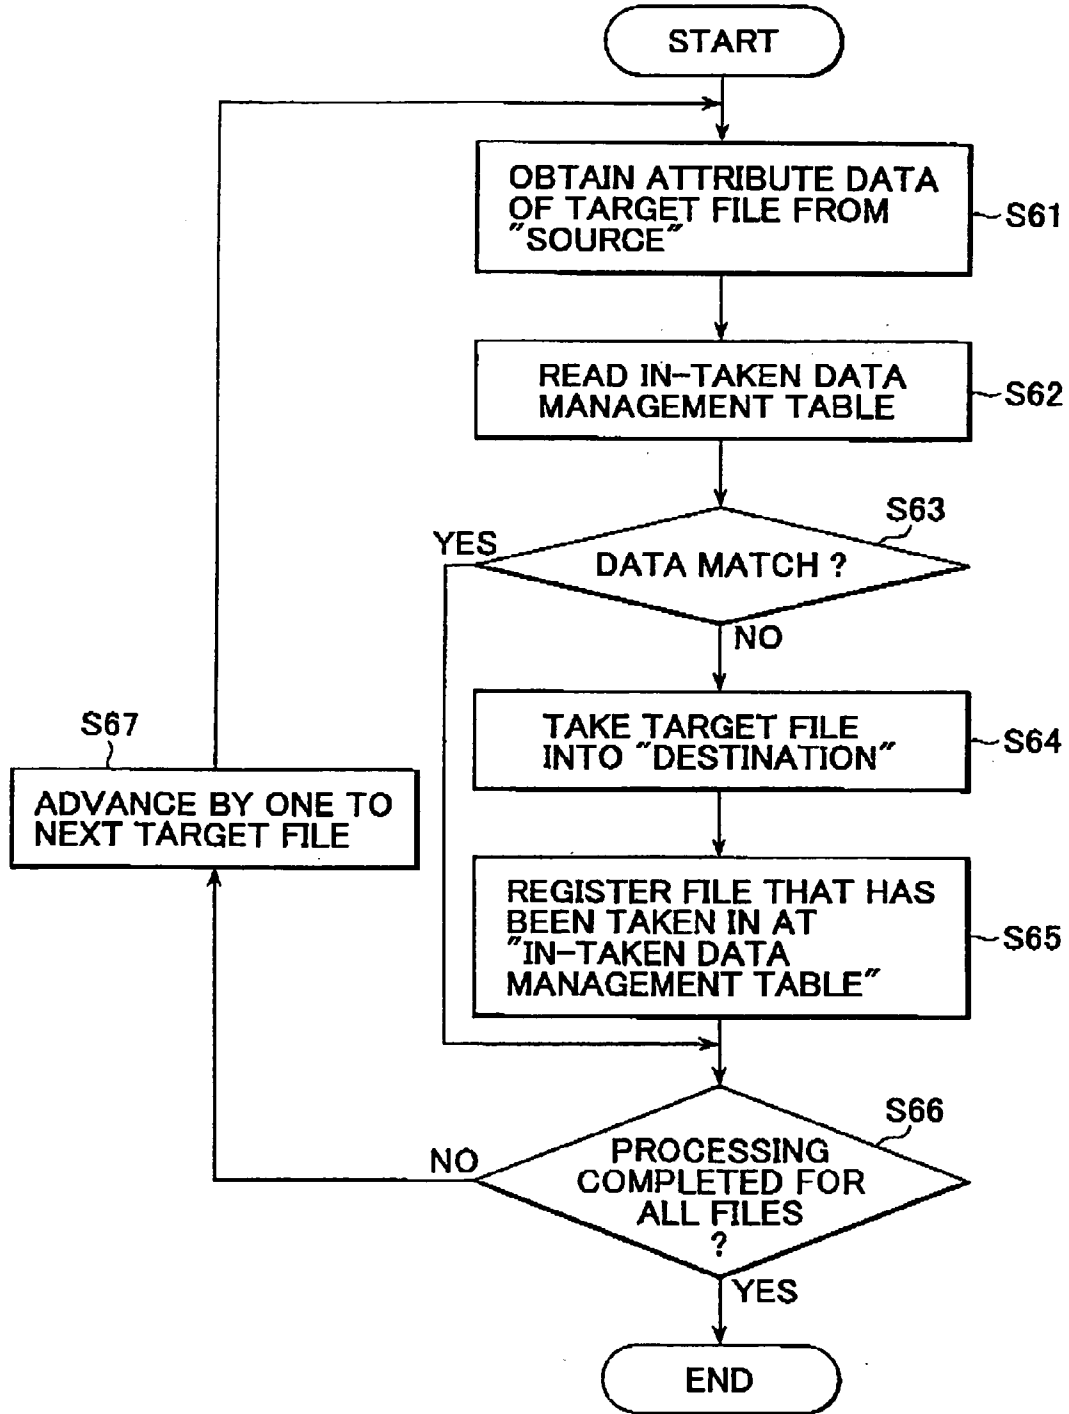 START
OBTAIN ATTRIBUTE DATA
OF TARGET FILE FROM
"SOURCE"
S61
READ IN-TAKEN DATA
MANAGEMENT TABLE
S62
S63
YES
DATA MATCH ?
NO
TAKE TARGET FILE
INTO "DESTINATION"
S64
S67
ADVANCE BY ONE TO
NEXT TARGET FILE
REGISTER FILE THAT HAS
BEEN TAKEN IN AT
"IN-TAKEN DATA
MANAGEMENT TABLE"
S65
S66
NO
PROCESSING
COMPLETED FOR
ALL FILES
?
YES
END